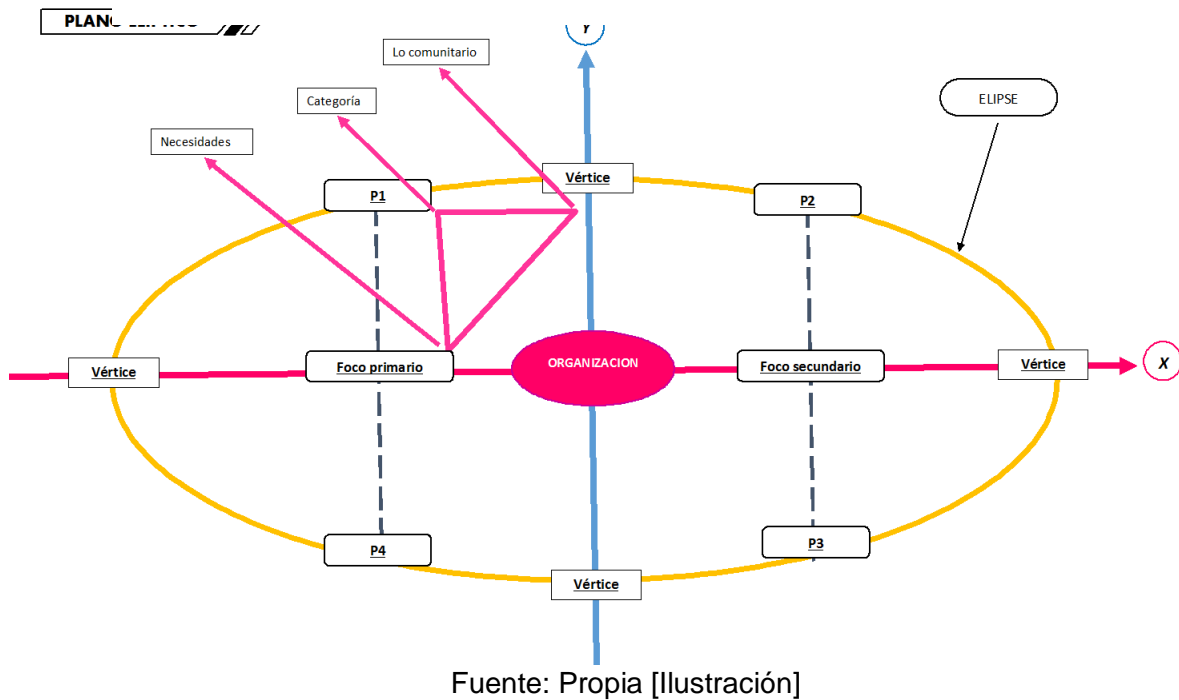 PLANO
Y
Lo comunitario
Categoría
ELIPSE
Necesidades
Vértice
P1
P2
ORGANIZACION
Vértice
Foco primario
Foco secundario
Vértice
X
P4
P3
Vértice
Fuente: Propia [Ilustración]